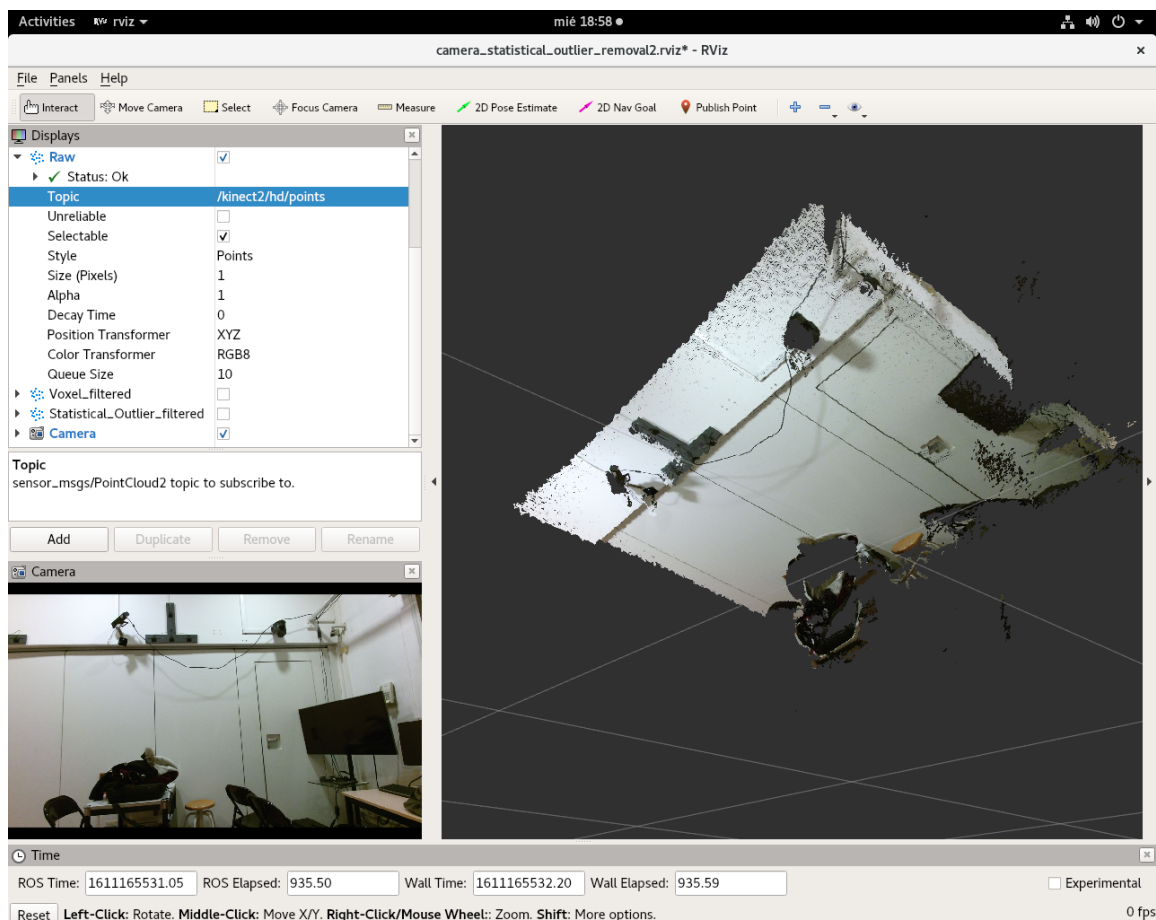 Activities RViz rviz mié 18:58
camera_statistical_outlier_removal2.rviz* - RViz
File Panels Help
Interact Move Camera Select Focus Camera Measure 2D Pose Estimate 2D Nav Goal Publish Point
Displays
Raw
Status: Ok
Topic /kinect2/hd/points
Unreliable
Selectable
Style Points
Size (Pixels) 1
Alpha 1
Decay Time 0
Position Transformer XYZ
Color Transformer RGB8
Queue Size 10
Voxel_filtered
Statistical_Outlier_filtered
Camera
Topic
sensor_msgs/PointCloud2 topic to subscribe to.
Add Duplicate Remove Rename
Camera
Time
ROS Time: 1611165531.05 ROS Elapsed: 935.50 Wall Time: 1611165532.20 Wall Elapsed: 935.59 Experimental
Reset Left-Click: Rotate. Middle-Click: Move X/Y. Right-Click/Mouse Wheel:: Zoom. Shift: More options. 0 fps